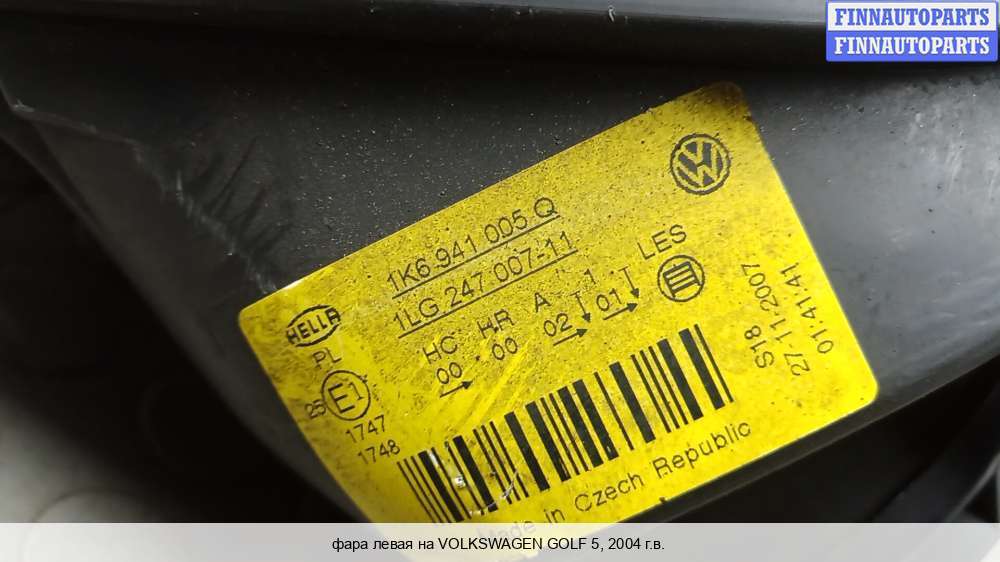 FINNAUTOPARTS
FINNAUTOPARTS
1K6 941 005 Q
1LG 247 007-11
HELLA
PL
25
E1
1747
1748
HC HR A 1
00 00 02 01
LES
S18
27-11-2007
01:41:41
Made in Czech Republic
фара левая на VOLKSWAGEN GOLF 5, 2004 г.в.